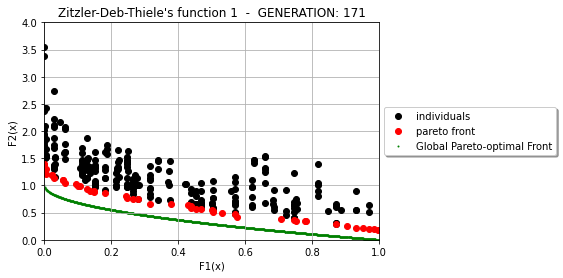 Zitzler-Deb-Thiele's function 1 - GENERATION: 171
4.0
3.5
3.0
2.5
2.0
1.5
1.0
0.5
0.0
F2(x)
0.0 0.2 0.4 0.6 0.8 1.0
F1(x)
individuals
pareto front
Global Pareto-optimal Front